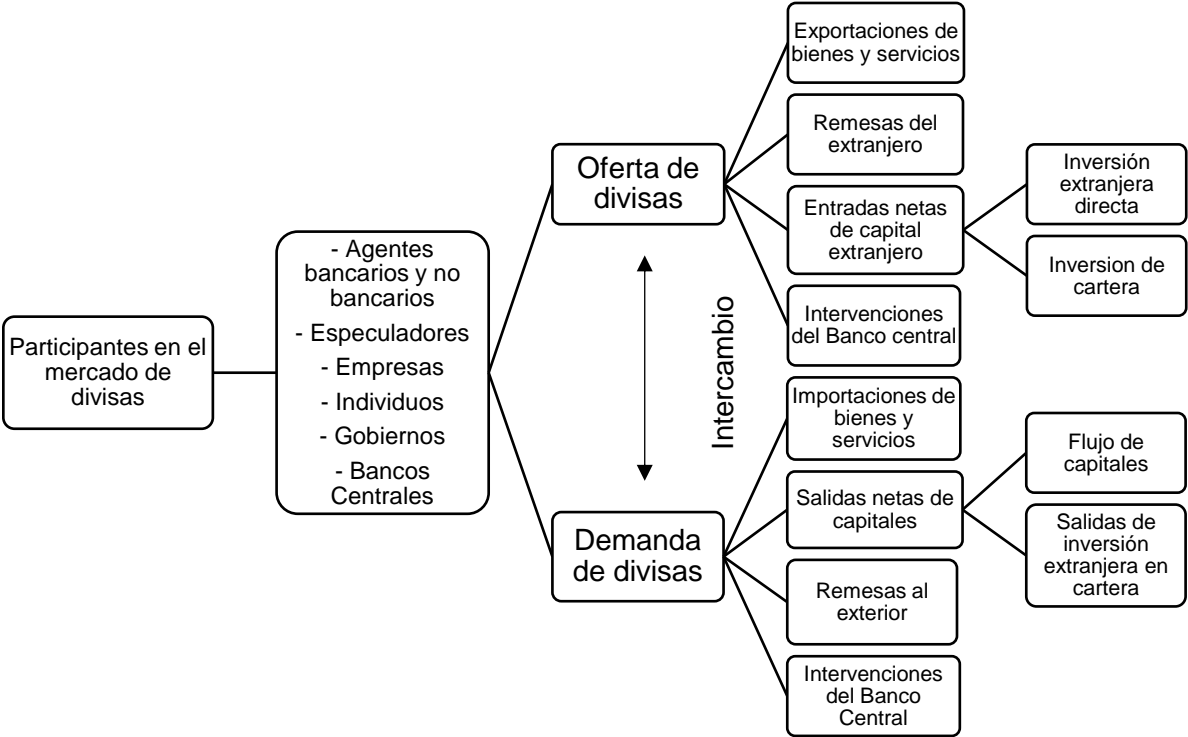 Participantes en el
mercado de
divisas
- Agentes
bancarios y no
bancarios
- Especuladores
- Empresas
- Individuos
- Gobiernos
- Bancos
Centrales
Oferta de
divisas
Intercambio
Demanda
de divisas
Exportaciones de
bienes y servicios
Remesas del
extranjero
Entradas netas
de capital
extranjero
Intervenciones
del Banco central
Inversión
extranjera
directa
Inversion de
cartera
Importaciones de
bienes y
servicios
Salidas netas de
capitales
Remesas al
exterior
Intervenciones
del Banco
Central
Flujo de
capitales
Salidas de
inversión
extranjera en
cartera